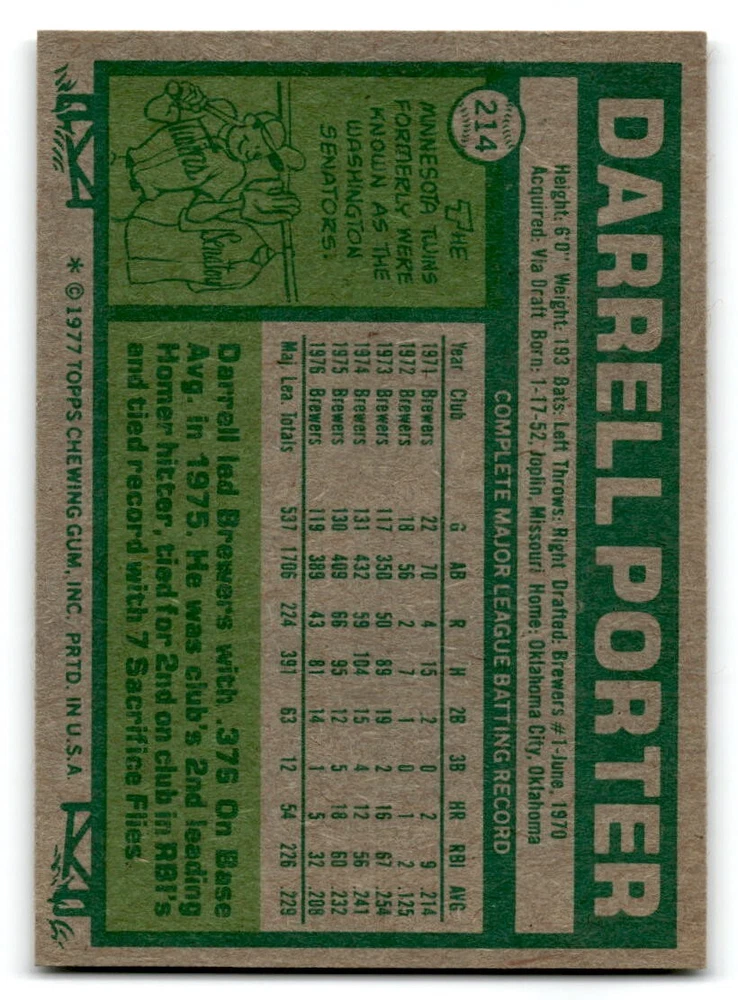 DARRELL PORTER
214
Height: 6'0" Weight: 193 Bats: Left Throws: Right Drafted: Brewers #1-June, 1970
Acquired: Via Draft Born: 1-17-52, Joplin, Missouri Home: Oklahoma City, Oklahoma
THE
MINNESOTA TWINS
FORMERLY WERE
KNOWN AS THE
WASHINGTON
SENATORS.
Twins
Senators
COMPLETE MAJOR LEAGUE BATTING RECORD
Year Club G AB R H 2B 3B HR RBI AVG
1971 Brewers 22 70 4 15 2 0 2 9 .214
1972 Brewers 18 56 2 7 1 0 1 2 .125
1973 Brewers 117 350 50 89 19 2 16 67 .254
1974 Brewers 131 432 59 104 15 4 12 56 .241
1975 Brewers 130 409 66 95 12 5 18 60 .232
1976 Brewers 119 389 43 81 14 1 5 32 .208
Maj. Lea. Totals 537 1706 224 391 63 12 54 226 .229
Darrell led Brewers with .375 On Base
Avg. in 1975. He was club's 2nd leading
Homer hitter, tied for 2nd on club in RBI's
and tied record with 7 Sacrifice Flies.
* © 1977 TOPPS CHEWING GUM, INC. PRTD. IN U.S.A.